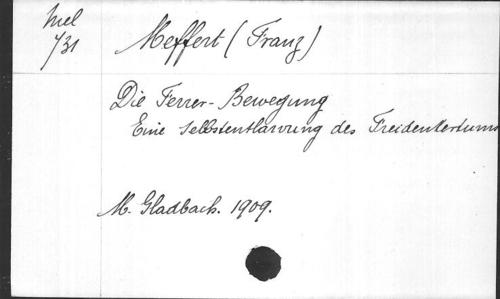 Mel
731
Meffert (Franz)
Die Ferrer-Bewegung
Eine Selbstentlarvung des Freidenkertums
M. Gladbach. 1909.